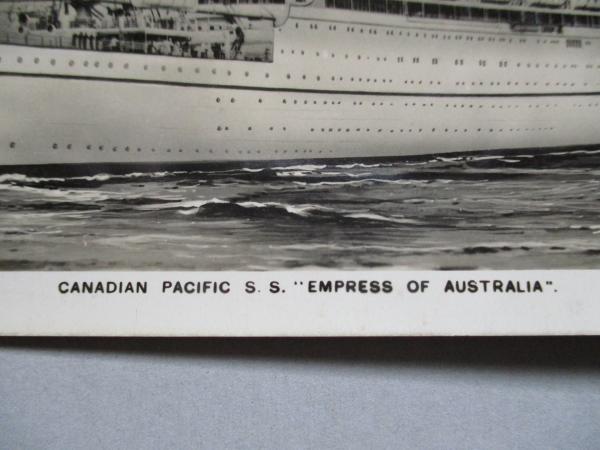 CANADIAN PACIFIC S.S. "EMPRESS OF AUSTRALIA".